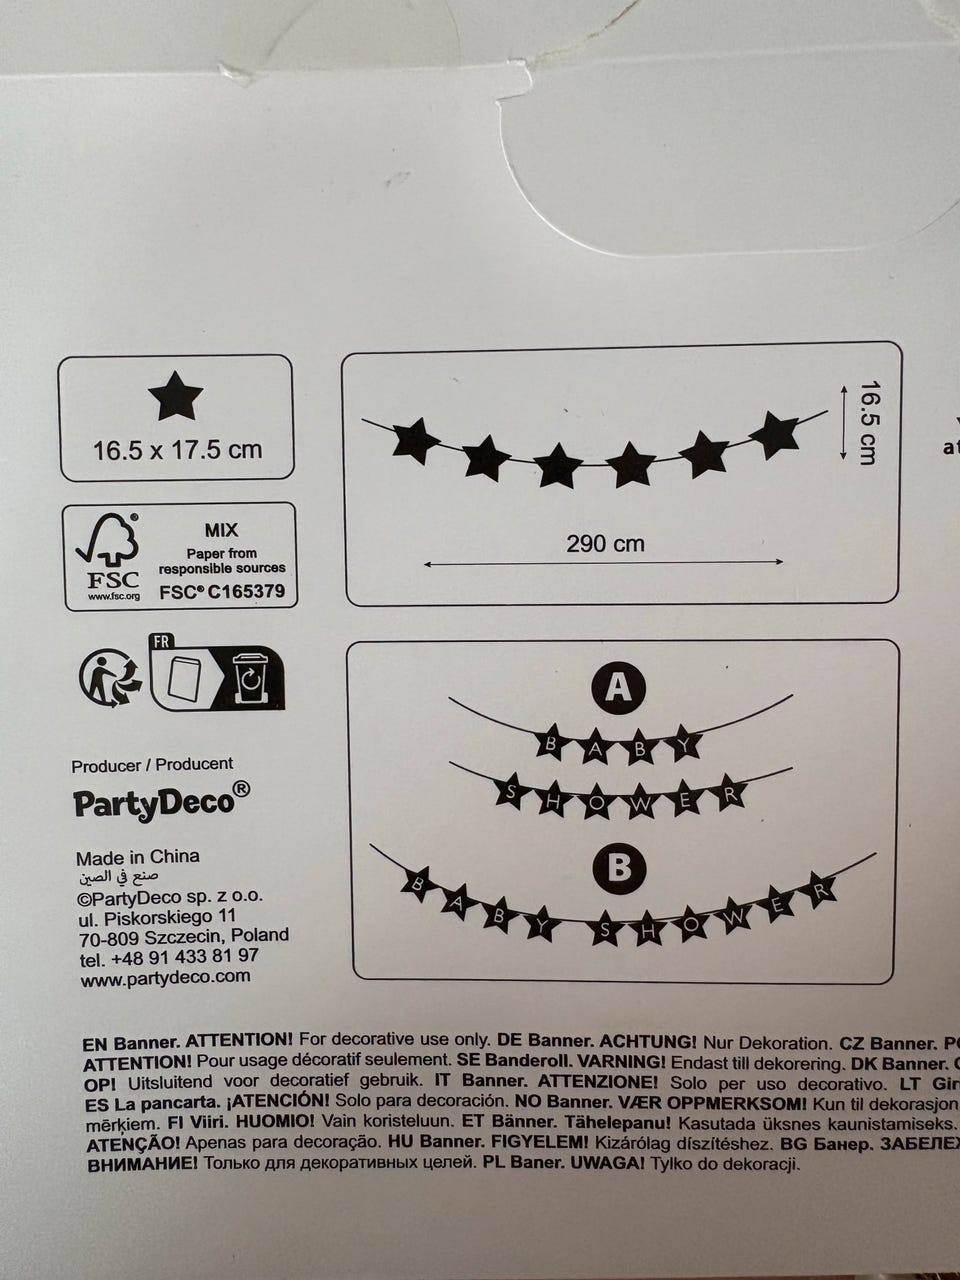 16.5 x 17.5 cm
16.5 cm
290 cm
FSC®
www.fsc.org
MIX
Paper from
responsible sources
FSC® C165379
FR
A
BABY
SHOWER
B
BABY SHOWER
Producer / Producent
PartyDeco®
Made in China
صنع في الصين
©PartyDeco sp. z o.o.
ul. Piskorskiego 11
70-809 Szczecin, Poland
tel. +48 91 433 81 97
www.partydeco.com
EN Banner. ATTENTION! For decorative use only. DE Banner. ACHTUNG! Nur Dekoration. CZ Banner.
ATTENTION! Pour usage décoratif seulement. SE Banderoll. VARNING! Endast till dekorering. DK Banner.
OP! Uitsluitend voor decoratief gebruik. IT Banner. ATTENZIONE! Solo per uso decorativo. LT
ES La pancarta. ¡ATENCIÓN! Solo para decoración. NO Banner. VÆR OPPMERKSOM! Kun til dekorasjon
mērķiem. FI Viiri. HUOMIO! Vain koristeluun. ET Bänner. Tähelepanu! Kasutada üksnes kaunistamiseks.
ATENÇÃO! Apenas para decoração. HU Banner. FIGYELEM! Kizárólag díszítéshez. BG Банер.
ВНИМАНИЕ! Только для декоративных целей. PL Baner. UWAGA! Tylko do dekoracji.